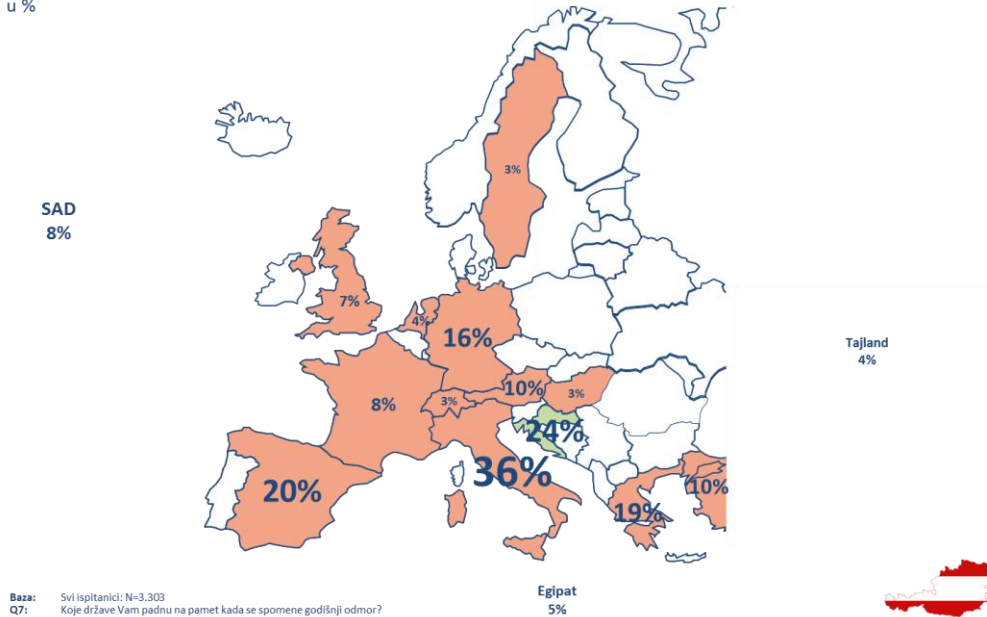 u %
3%
SAD
8%
7%
4%
16%
Tajland
4%
10%
3%
3%
8%
24%
36%
20%
10%
19%
Egipat
5%
Baza: Svi ispitanici: N=3.303
Q7: Koje države Vam padnu na pamet kada se spomene godišnji odmor?